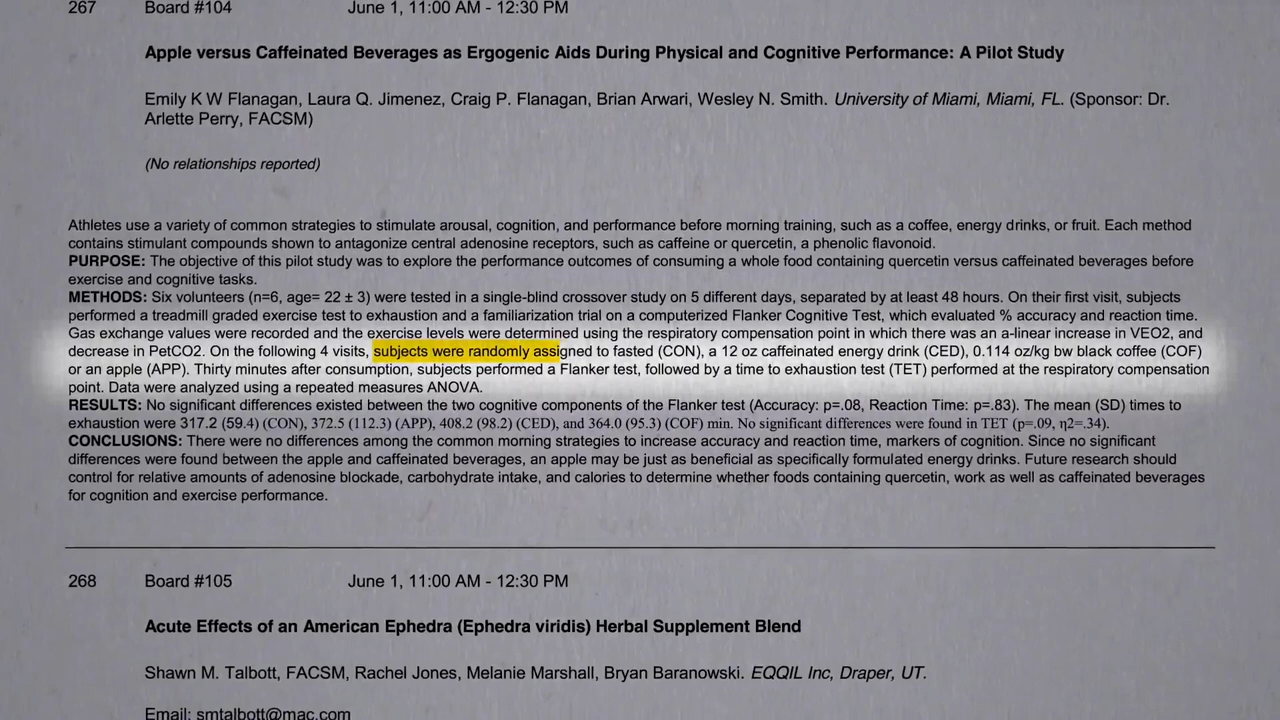 267 Board #104 June 1, 11:00 AM - 12:30 PM
Apple versus Caffeinated Beverages as Ergogenic Aids During Physical and Cognitive Performance: A Pilot Study
Emily K W Flanagan, Laura Q. Jimenez, Craig P. Flanagan, Brian Arwari, Wesley N. Smith. University of Miami, Miami, FL. (Sponsor: Dr.
Arlette Perry, FACSM)
(No relationships reported)
Athletes use a variety of common strategies to stimulate arousal, cognition, and performance before morning training, such as a coffee, energy drinks, or fruit. Each method
contains stimulant compounds shown to antagonize central adenosine receptors, such as caffeine or quercetin, a phenolic flavonoid.
PURPOSE: The objective of this pilot study was to explore the performance outcomes of consuming a whole food containing quercetin versus caffeinated beverages before
exercise and cognitive tasks.
METHODS: Six volunteers (n=6, age= 22 ± 3) were tested in a single-blind crossover study on 5 different days, separated by at least 48 hours. On their first visit, subjects
performed a treadmill graded exercise test to exhaustion and a familiarization trial on a computerized Flanker Cognitive Test, which evaluated % accuracy and reaction time.
Gas exchange values were recorded and the exercise levels were determined using the respiratory compensation point in which there was an a-linear increase in VEO2, and
decrease in PetCO2. On the following 4 visits, subjects were randomly assigned to fasted (CON), a 12 oz caffeinated energy drink (CED), 0.114 oz/kg bw black coffee (COF)
or an apple (APP). Thirty minutes after consumption, subjects performed a Flanker test, followed by a time to exhaustion test (TET) performed at the respiratory compensation
point. Data were analyzed using a repeated measures ANOVA.
RESULTS: No significant differences existed between the two cognitive components of the Flanker test (Accuracy: p=.08, Reaction Time: p=.83). The mean (SD) times to
exhaustion were 317.2 (59.4) (CON), 372.5 (112.3) (APP), 408.2 (98.2) (CED), and 364.0 (95.3) (COF) min. No significant differences were found in TET (p=.09, η2=.34).
CONCLUSIONS: There were no differences among the common morning strategies to increase accuracy and reaction time, markers of cognition. Since no significant
differences were found between the apple and caffeinated beverages, an apple may be just as beneficial as specifically formulated energy drinks. Future research should
control for relative amounts of adenosine blockade, carbohydrate intake, and calories to determine whether foods containing quercetin, work as well as caffeinated beverages
for cognition and exercise performance.
268 Board #105 June 1, 11:00 AM - 12:30 PM
Acute Effects of an American Ephedra (Ephedra viridis) Herbal Supplement Blend
Shawn M. Talbott, FACSM, Rachel Jones, Melanie Marshall, Bryan Baranowski. EQQIL Inc, Draper, UT.
Email: smtalbott@mac.com